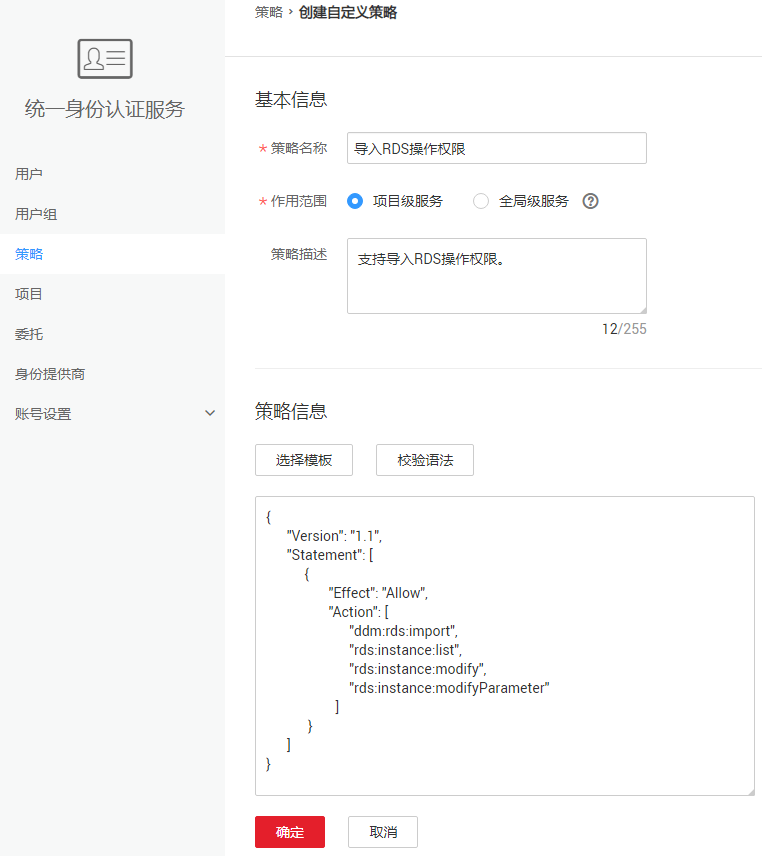 策略 › 创建自定义策略
统一身份认证服务
用户
用户组
策略
项目
委托
身份提供商
账号设置
基本信息
* 策略名称 导入RDS操作权限
* 作用范围 项目级服务 全局级服务 ?
策略描述 支持导入RDS操作权限。
12/255
策略信息
选择模板 校验语法
{
"Version": "1.1",
"Statement": [
{
"Effect": "Allow",
"Action": [
"ddm:rds:import",
"rds:instance:list",
"rds:instance:modify",
"rds:instance:modifyParameter"
]
}
]
}
确定 取消